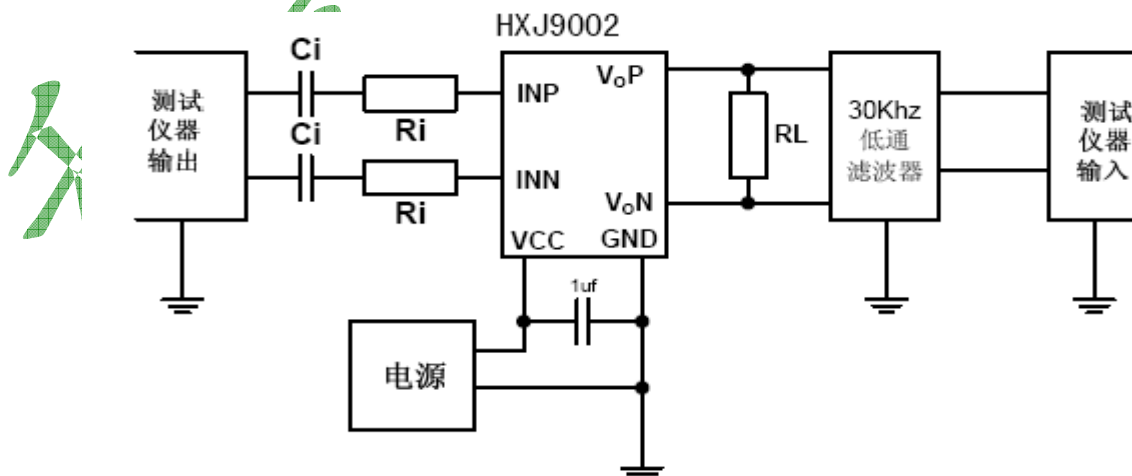 HXJ9002
测试
仪器
输出
Ci
Ri
Ci
Ri
INP
INN
VCC
GND
VoP
VoN
RL
30Khz
低通
滤波器
测试
仪器
输入
1uf
电源